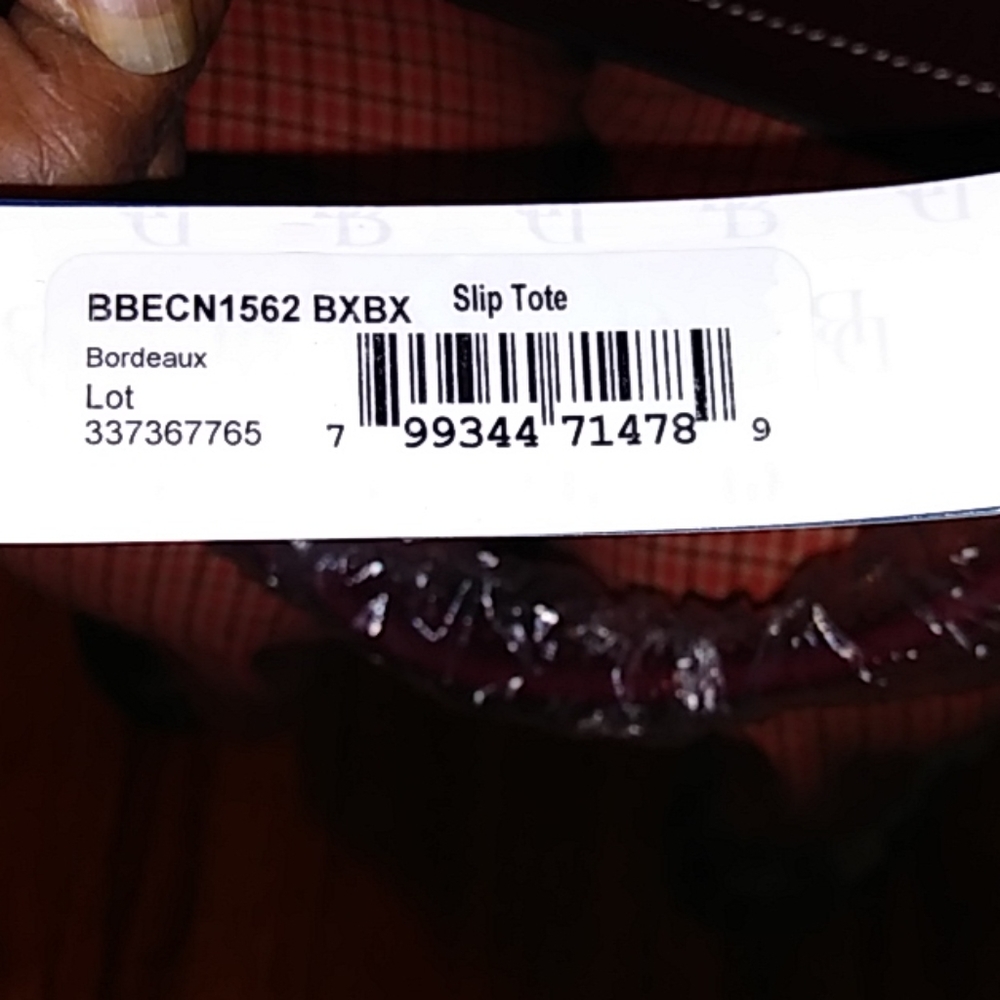 BBECN1562 BXBX Slip Tote
Bordeaux
Lot
337367765
7 99344 71478 9